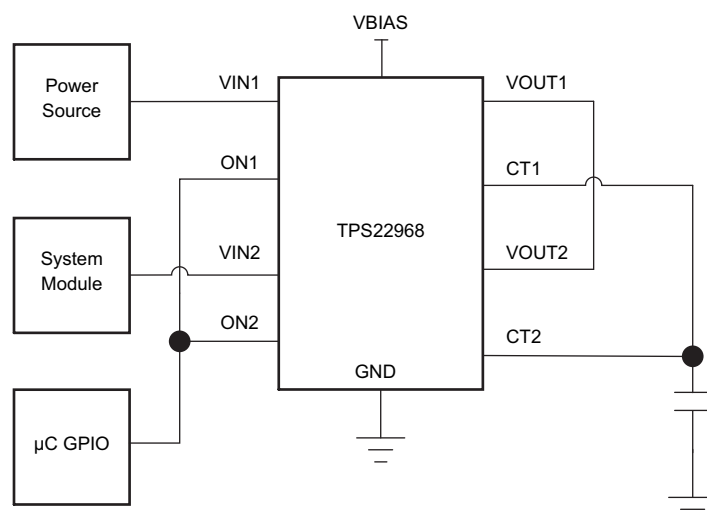 VBIAS
Power
Source
VIN1
VOUT1
ON1
CT1
TPS22968
System
Module
VIN2
VOUT2
ON2
CT2
GND
µC GPIO